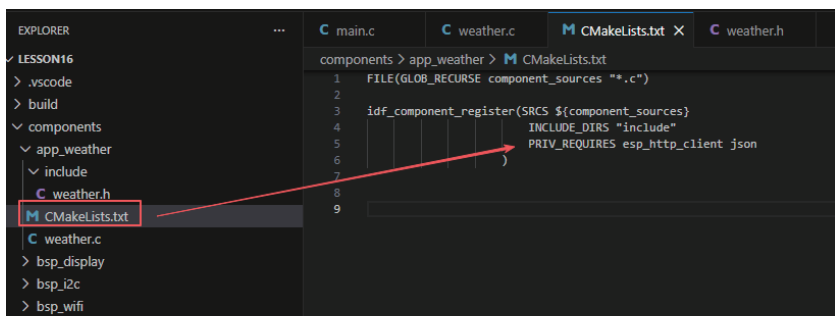 EXPLORER ...
LESSON16
.vscode
build
components
app_weather
include
C weather.h
M CMakeLists.txt
C weather.c
bsp_display
bsp_i2c
bsp_wifi
C main.c C weather.c M CMakeLists.txt X C weather.h
components > app_weather > M CMakeLists.txt
1 FILE(GLOB_RECURSE component_sources "*.c")
2
3 idf_component_register(SRCS ${component_sources}
4 INCLUDE_DIRS "include"
5 PRIV_REQUIRES esp_http_client json
6 )
7
8
9